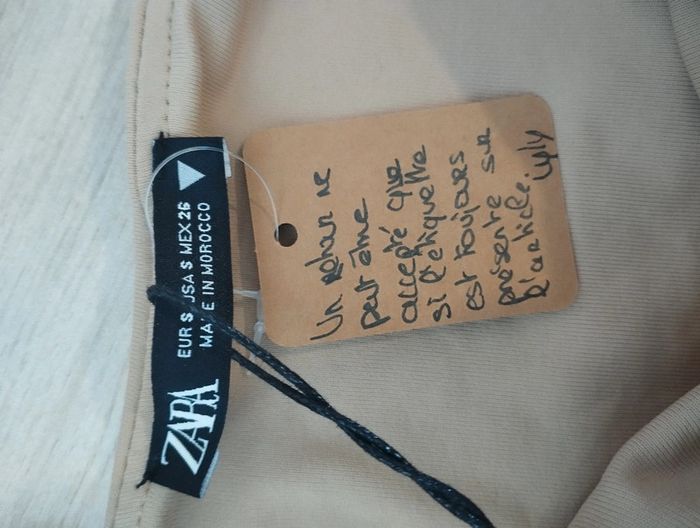 ZARA
EUR S USA S MEX 26
MADE IN MOROCCO
Un retour ne
peut être
accepté que
si l'étiquette
est toujours
présente sur
l'article.
Lyly